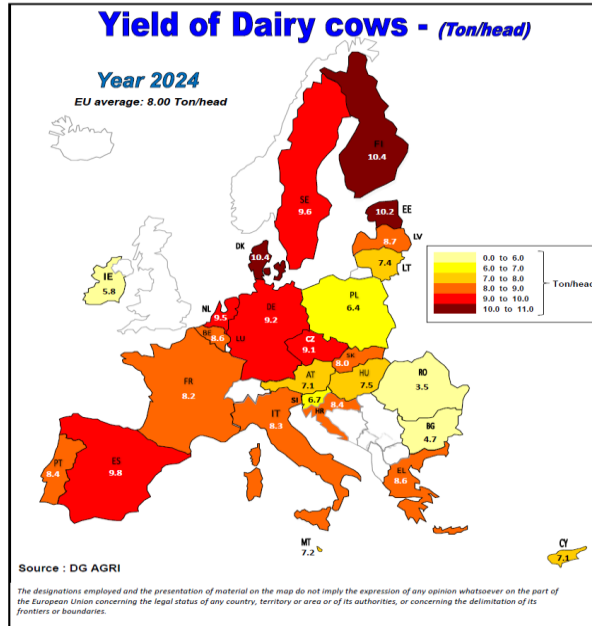 Yield of Dairy cows - (Ton/head)
Year 2024
EU average: 8.00 Ton/head
FI
10.4
SE
9.6
10.2 EE
DK
10.4
8.7 LV
7.4 LT
IE
5.8
0.0 to 6.0
6.0 to 7.0
7.0 to 8.0
8.0 to 9.0
9.0 to 10.0
10.0 to 11.0
Ton/head
NL
9.5
DE
9.2
PL
6.4
BE
8.6
LU
CZ
9.1
SK
8.0
FR
8.2
AT
7.1
HU
7.5
RO
3.5
SI 6.7
HR 8.4
IT
8.3
BG
4.7
PT
8.4
ES
9.8
EL
8.6
MT
7.2
CY
7.1
Source : DG AGRI
The designations employed and the presentation of material on the map do not imply the expression of any opinion whatsoever on the part of
the European Union concerning the legal status of any country, territory or area or of its authorities, or concerning the delimitation of its
frontiers or boundaries.